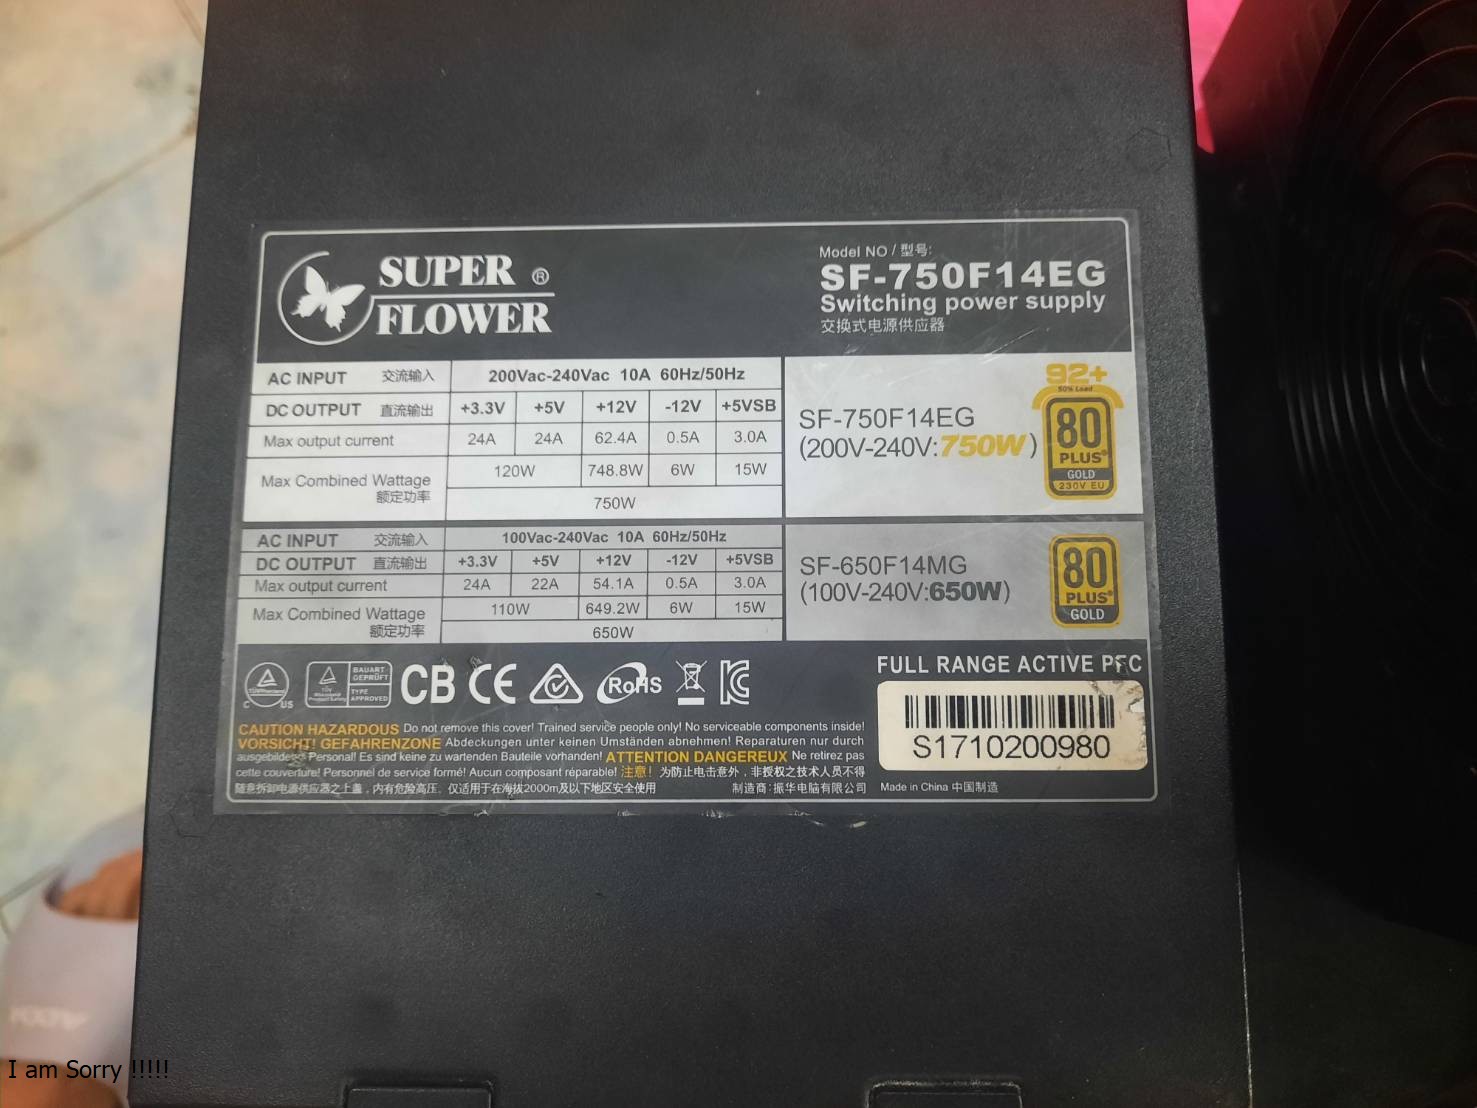 SUPER ®
FLOWER
Model NO / 型号:
SF-750F14EG
Switching power supply
交换式电源供应器
AC INPUT 交流输入 200Vac-240Vac 10A 60Hz/50Hz
DC OUTPUT 直流输出 +3.3V +5V +12V -12V +5VSB
Max output current 24A 24A 62.4A 0.5A 3.0A
Max Combined Wattage 120W 748.8W 6W 15W
额定功率 750W
92+
50% Load
SF-750F14EG
(200V-240V:750W)
80
PLUS®
GOLD
230V EU
AC INPUT 交流输入 100Vac-240Vac 10A 60Hz/50Hz
DC OUTPUT 直流输出 +3.3V +5V +12V -12V +5VSB
Max output current 24A 22A 54.1A 0.5A 3.0A
Max Combined Wattage 110W 649.2W 6W 15W
额定功率 650W
SF-650F14MG
(100V-240V:650W)
80
PLUS®
GOLD
C US
BAUART
GEPRÜFT
TYPE
APPROVED
CB CE RoHS
FULL RANGE ACTIVE PFC
S1710200980
CAUTION HAZARDOUS Do not remove this cover! Trained service people only! No serviceable components inside!
VORSICHT! GEFAHRENZONE Abdeckungen unter keinen Umständen abnehmen! Reparaturen nur durch
ausgebildetes Personal! Es sind keine zu wartenden Bauteile vorhanden! ATTENTION DANGEREUX Ne retirez pas
cette couverture! Personnel de service formé! Aucun composant réparable! 注意! 为防止电击意外，非授权之技术人员不得
随意拆卸电源供应器之上盖，内有危险高压。仅适用于在海拔2000m及以下地区安全使用 制造商:振华电脑有限公司 Made in China 中国制造
I am Sorry !!!!!